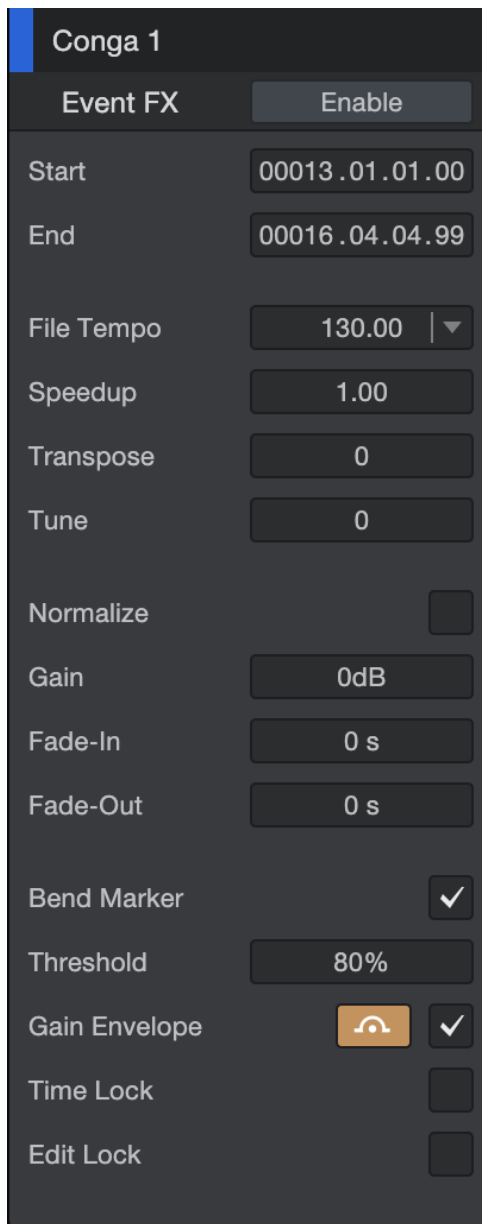 Conga 1
Event FX Enable
Start 00013.01.01.00
End 00016.04.04.99
File Tempo 130.00
Speedup 1.00
Transpose 0
Tune 0
Normalize
Gain 0dB
Fade-In 0 s
Fade-Out 0 s
Bend Marker
Threshold 80%
Gain Envelope
Time Lock
Edit Lock